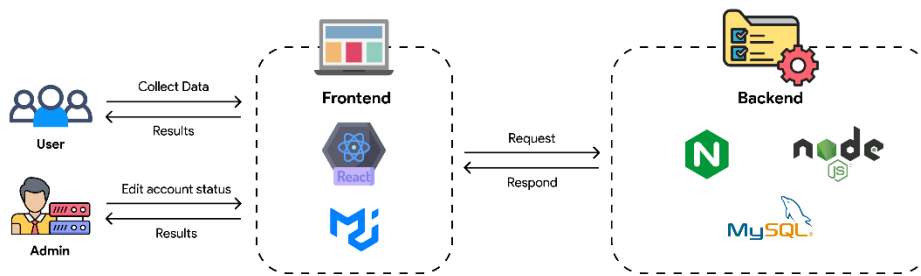 Collect Data
Results
User
Edit account status
Results
Admin
Frontend
React
Request
Respond
Backend
N
node
JS
MySQL